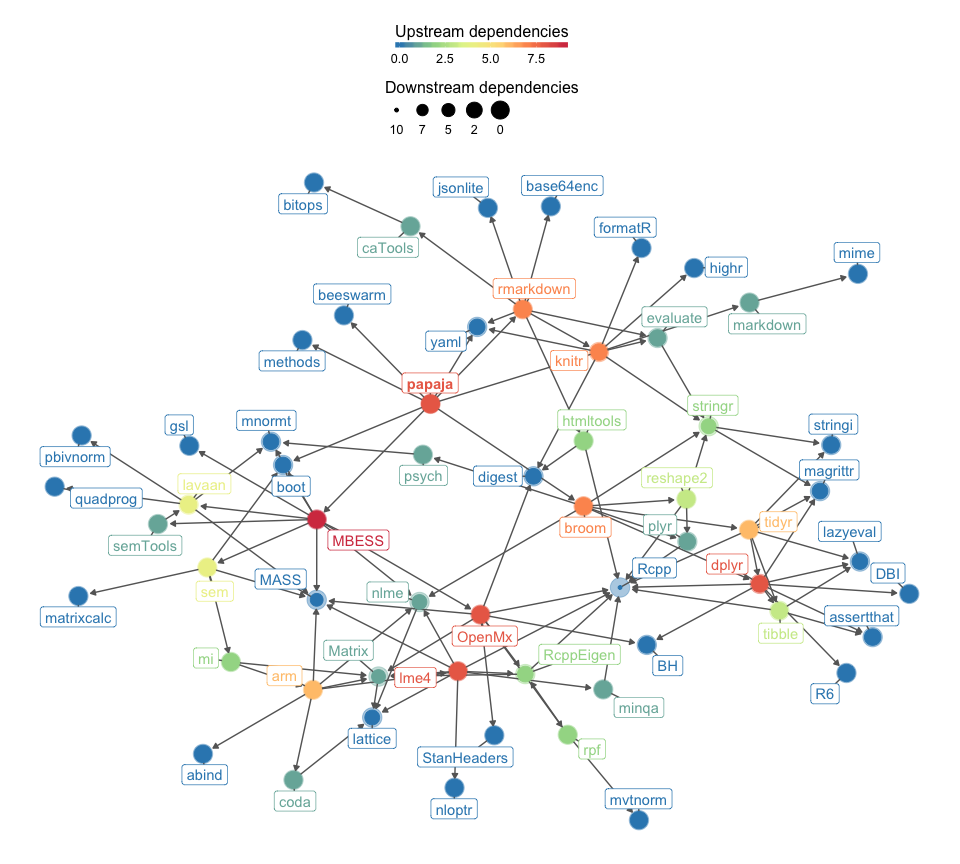 Upstream dependencies
0.0 2.5 5.0 7.5
Downstream dependencies
10 7 5 2 0
jsonlite
base64enc
bitops
formatR
caTools
mime
highr
rmarkdown
beeswarm
evaluate
markdown
yaml
methods
knitr
papaja
stringr
htmltools
mnormt
gsl
stringi
pbivnorm
psych
digest
magrittr
reshape2
lavaan
boot
quadprog
tidyr
broom
plyr
lazyeval
MBESS
semTools
dplyr
Rcpp
DBI
MASS
sem
nlme
matrixcalc
assertthat
tibble
OpenMx
Matrix
RcppEigen
mi
BH
arm
lme4
R6
minqa
lattice
rpf
StanHeaders
abind
coda
mvtnorm
nloptr